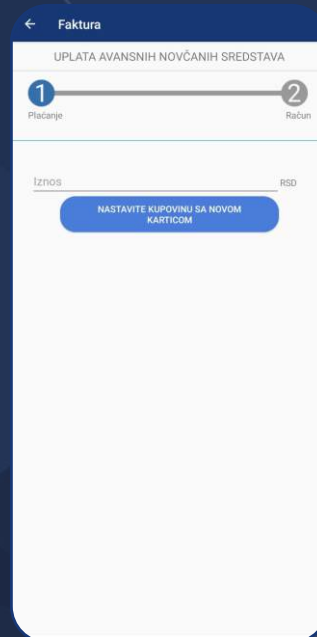 Faktura
UPLATA AVANSNIH NOVČANIH SREDSTAVA
1
2
Plaćanje
Račun
Iznos
RSD
NASTAVITE KUPOVINU SA NOVOM
KARTICOM